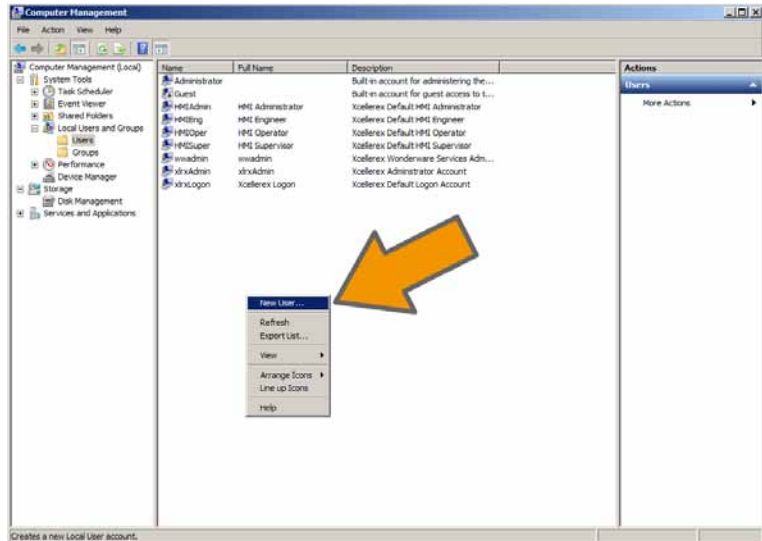 Computer Management
File Action View Help
Computer Management (Local)
System Tools
Task Scheduler
Event Viewer
Shared Folders
Local Users and Groups
Users
Groups
Performance
Device Manager
Storage
Disk Management
Services and Applications
Name Full Name Description
Administrator Built-in account for administering the...
Guest Built-in account for guest access to t...
HMIAdmin HMI Administrator Xcellerex Default HMI Administrator
HMIEng HMI Engineer Xcellerex Default HMI Engineer
HMIOper HMI Operator Xcellerex Default HMI Operator
HMISuper HMI Supervisor Xcellerex Default HMI Supervisor
wwadmin wwadmin Xcellerex Wonderware Services Adm...
xlrxAdmin xlrxAdmin Xcellerex Adminstrator Account
xlrxLogon Xcellerex Logon Xcellerex Default Logon Account
New User...
Refresh
Export List...
View
Arrange Icons
Line up Icons
Help
Actions
Users
More Actions
Creates a new Local User account.